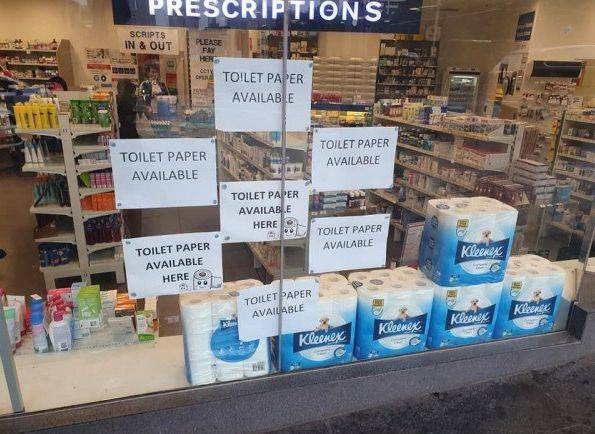 PRESCRIPTIONS
SCRIPTS
IN & OUT
PLEASE
PAY
HERE
TOILET PAPER
AVAILABLE
TOILET PAPER
AVAILABLE
TOILET PAPER
AVAILABLE
TOILET PAPER
AVAILABLE
HERE
TOILET PAPER
AVAILABLE
TOILET PAPER
AVAILABLE
HERE
TOILET PAPER
AVAILABLE
Kleenex
Kleenex
Kleenex
Kleenex
Kleenex